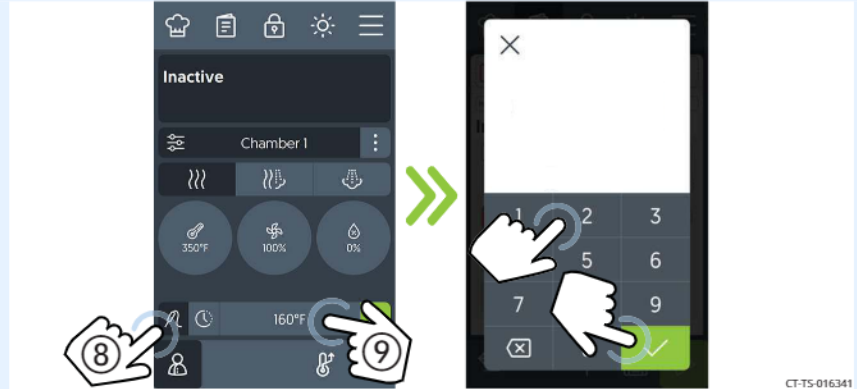 Inactive
Chamber 1
350°F
100%
0%
160°F
8
9
1 2 3
5 6
7 9
CT-TS-016341